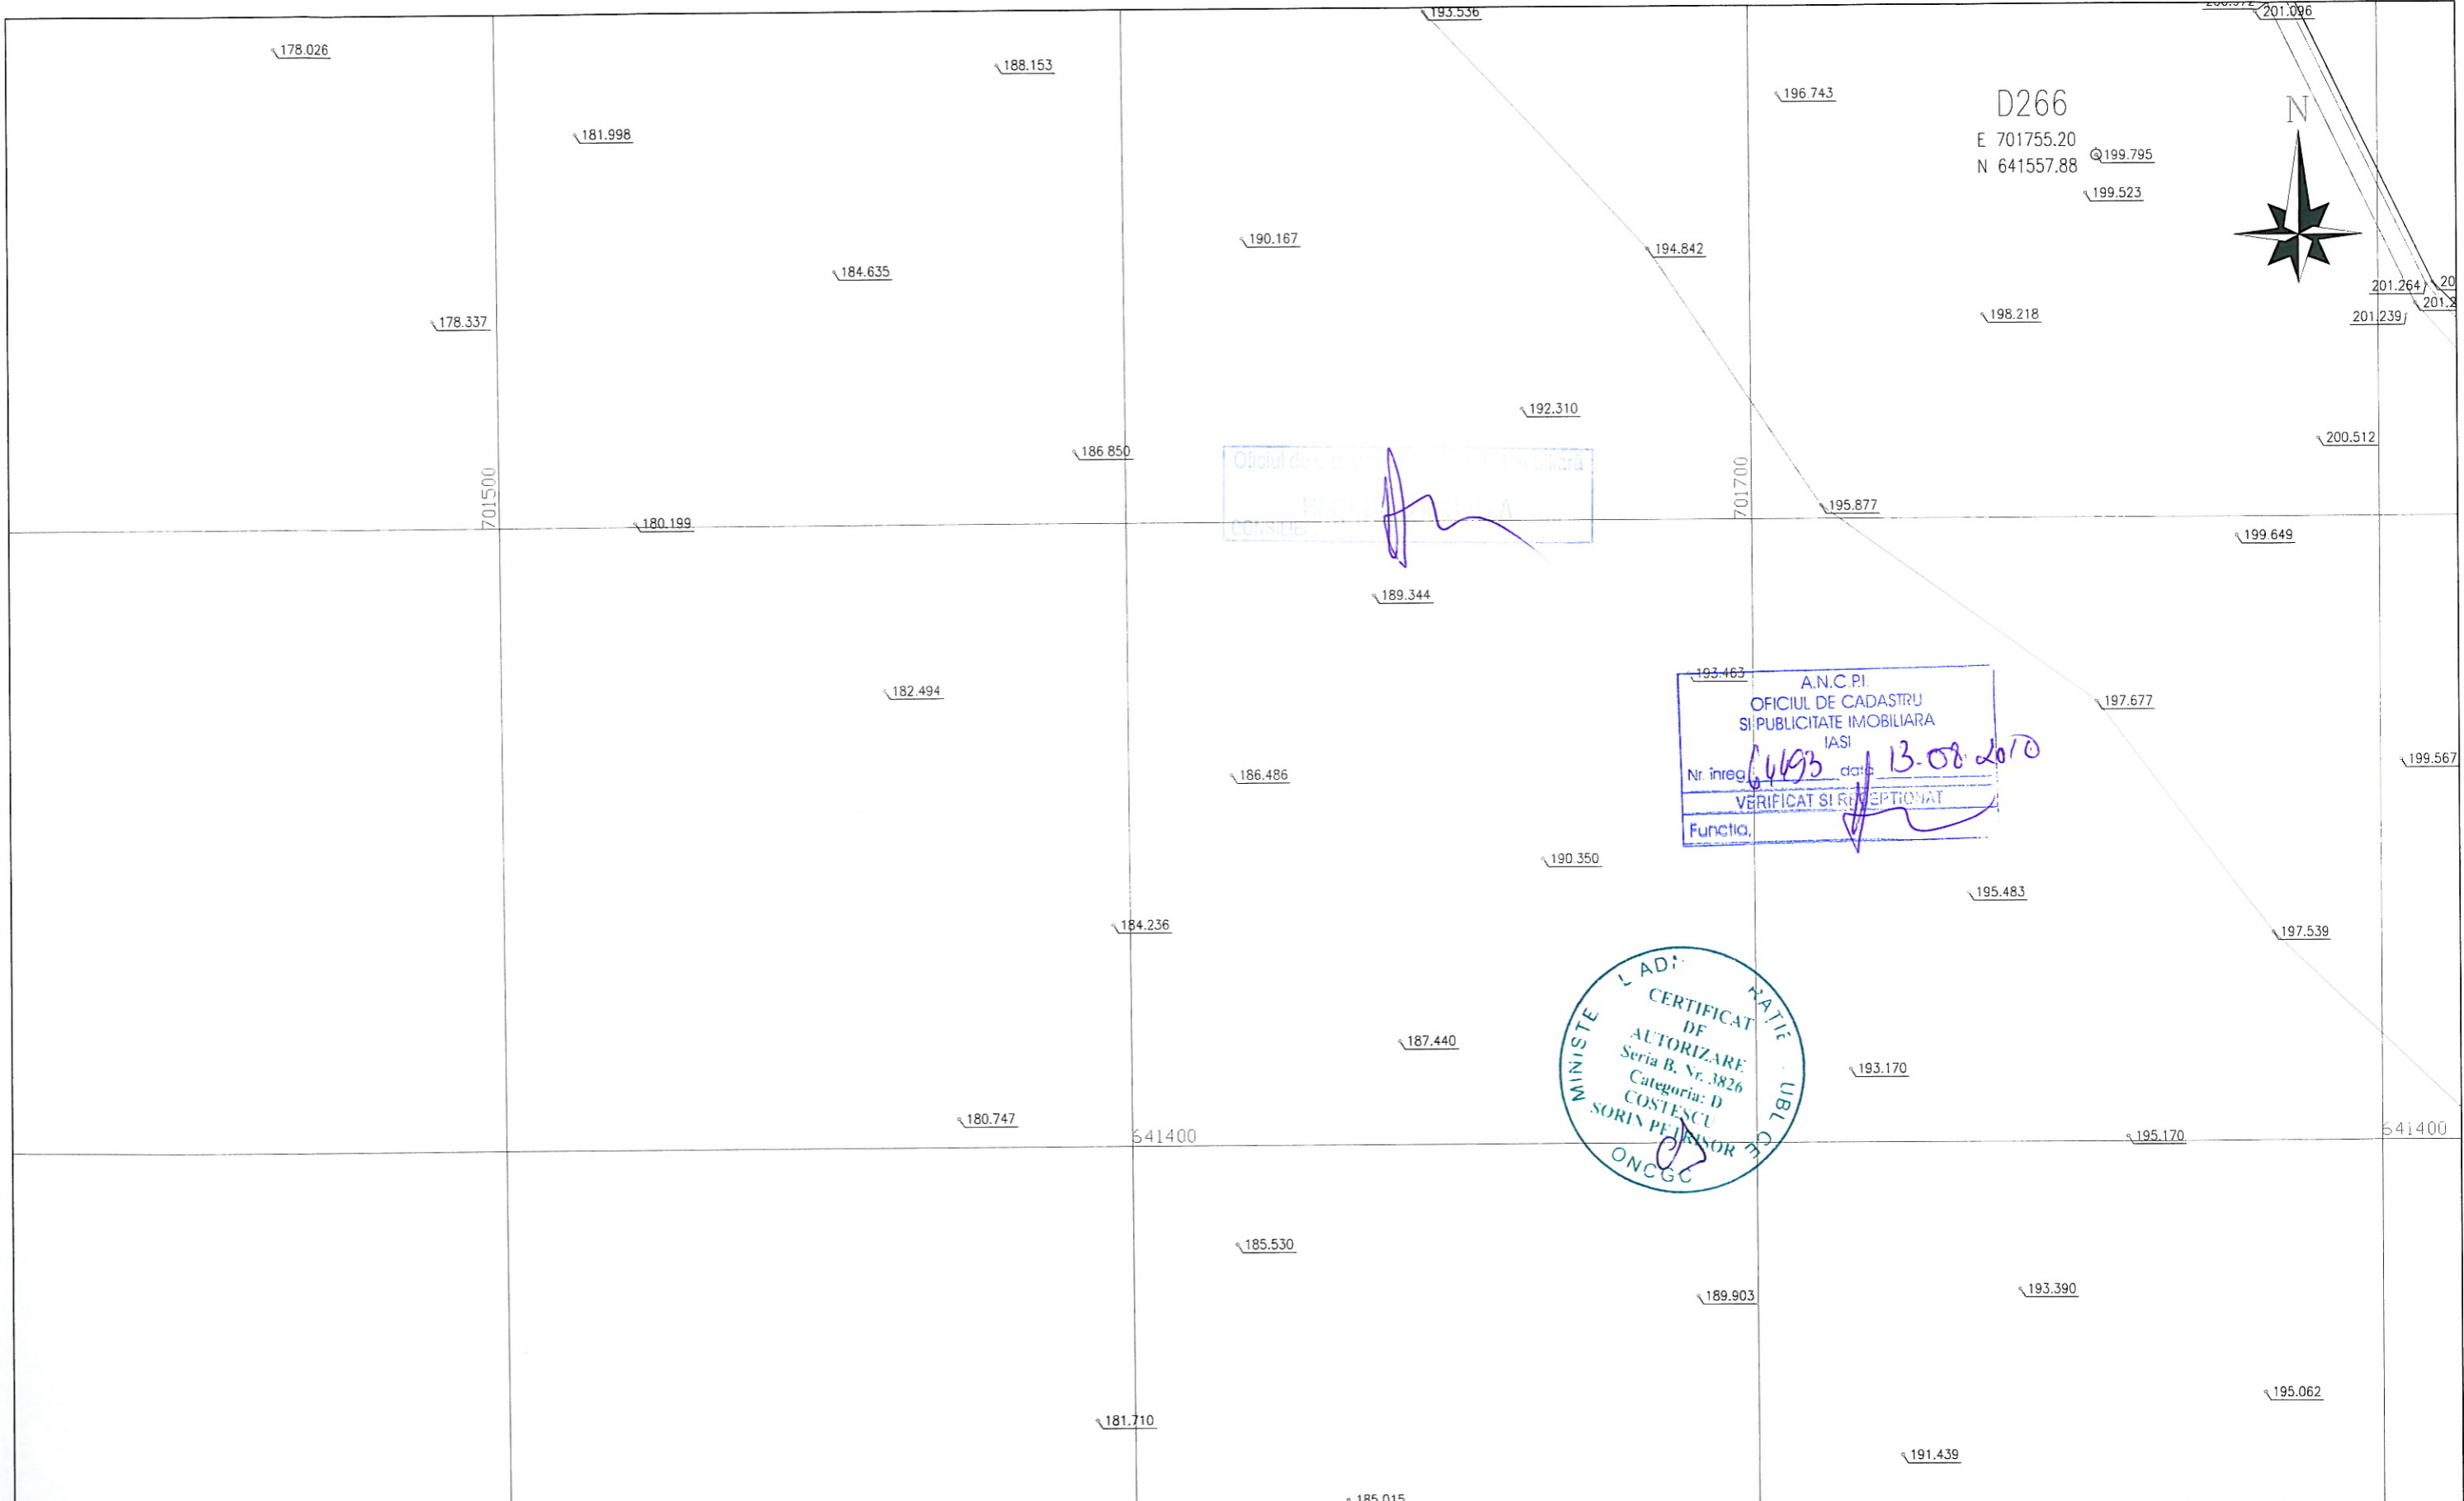 193.536
201.096
178.026
188.153
196.743
D266
N
181.998
E 701755.20
N 641557.88
199.795
199.523
190.167
194.842
184.635
201.264
201.239
178.337
198.218
192.310
200.512
186.850
Oficiul de
701500
701700
195.877
180.199
199.649
189.344
193.463
A.N.C.P.I.
OFICIUL DE CADASTRU
SI PUBLICITATE IMOBILIARA
IASI
Nr. înreg. data 13.08.2010
VERIFICAT SI RECEPTIONAT
Functia,
182.494
197.677
199.567
186.486
190.350
195.483
184.236
197.539
CERTIFICAT
DE
AUTORIZARE
Seria B. Nr. 3826
Categoria: D
COSTESCU
SORIN PETRISOR
ONCGC
187.440
193.170
180.747
641400
195.170
641400
185.530
189.903
193.390
195.062
181.710
191.439
185.015